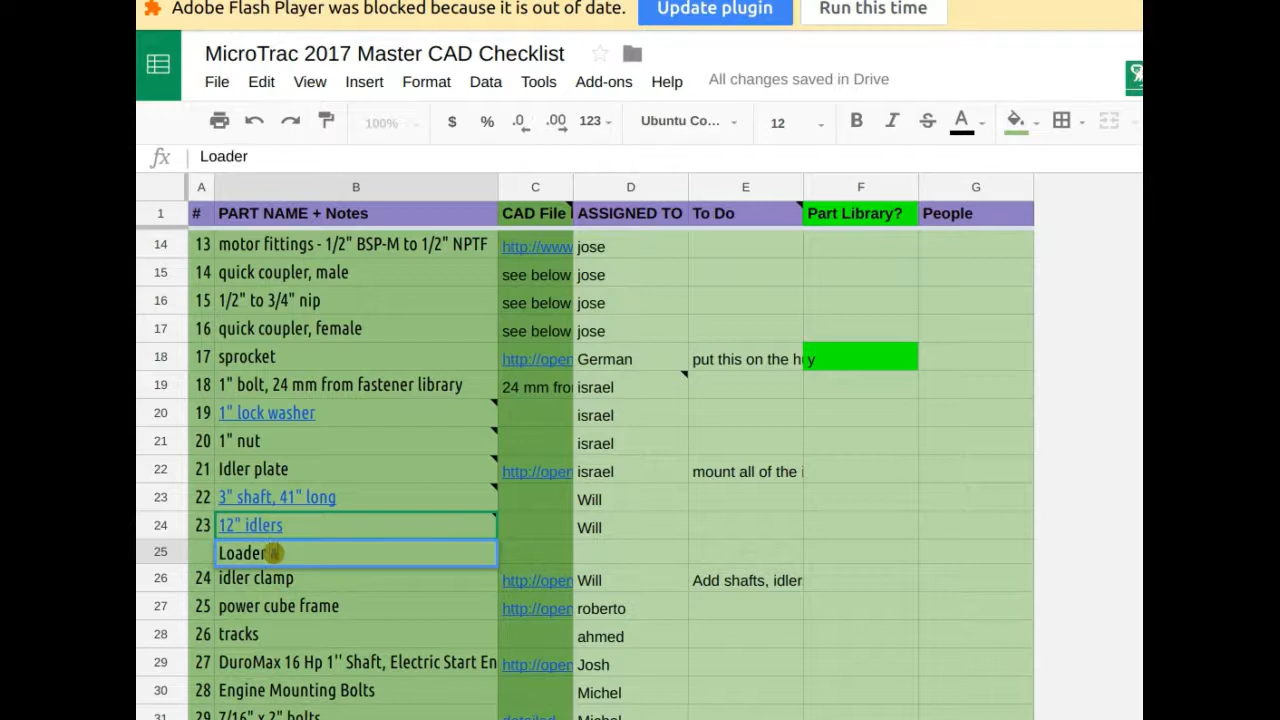 Adobe Flash Player was blocked because it is out of date. Update plugin Run this time
MicroTrac 2017 Master CAD Checklist
File Edit View Insert Format Data Tools Add-ons Help All changes saved in Drive
100% $ % .0 .00 123 Ubuntu Co... 12 B I S A
fx Loader
A B C D E F G
1 # PART NAME + Notes CAD File ASSIGNED TO To Do Part Library? People
14 13 motor fittings - 1/2" BSP-M to 1/2" NPTF http://www jose
15 14 quick coupler, male see below jose
16 15 1/2" to 3/4" nip see below jose
17 16 quick coupler, female see below jose
18 17 sprocket http://open German put this on the hy
19 18 1" bolt, 24 mm from fastener library 24 mm fro israel
20 19 1" lock washer israel
21 20 1" nut israel
22 21 Idler plate http://open israel mount all of the i
23 22 3" shaft, 41" long Will
24 23 12" idlers Will
25 Loader
26 24 idler clamp http://open Will Add shafts, idler
27 25 power cube frame http://open roberto
28 26 tracks ahmed
29 27 DuroMax 16 Hp 1'' Shaft, Electric Start En http://open Josh
30 28 Engine Mounting Bolts Michel
31 29 7/16" x 2" bolts detailed Michel